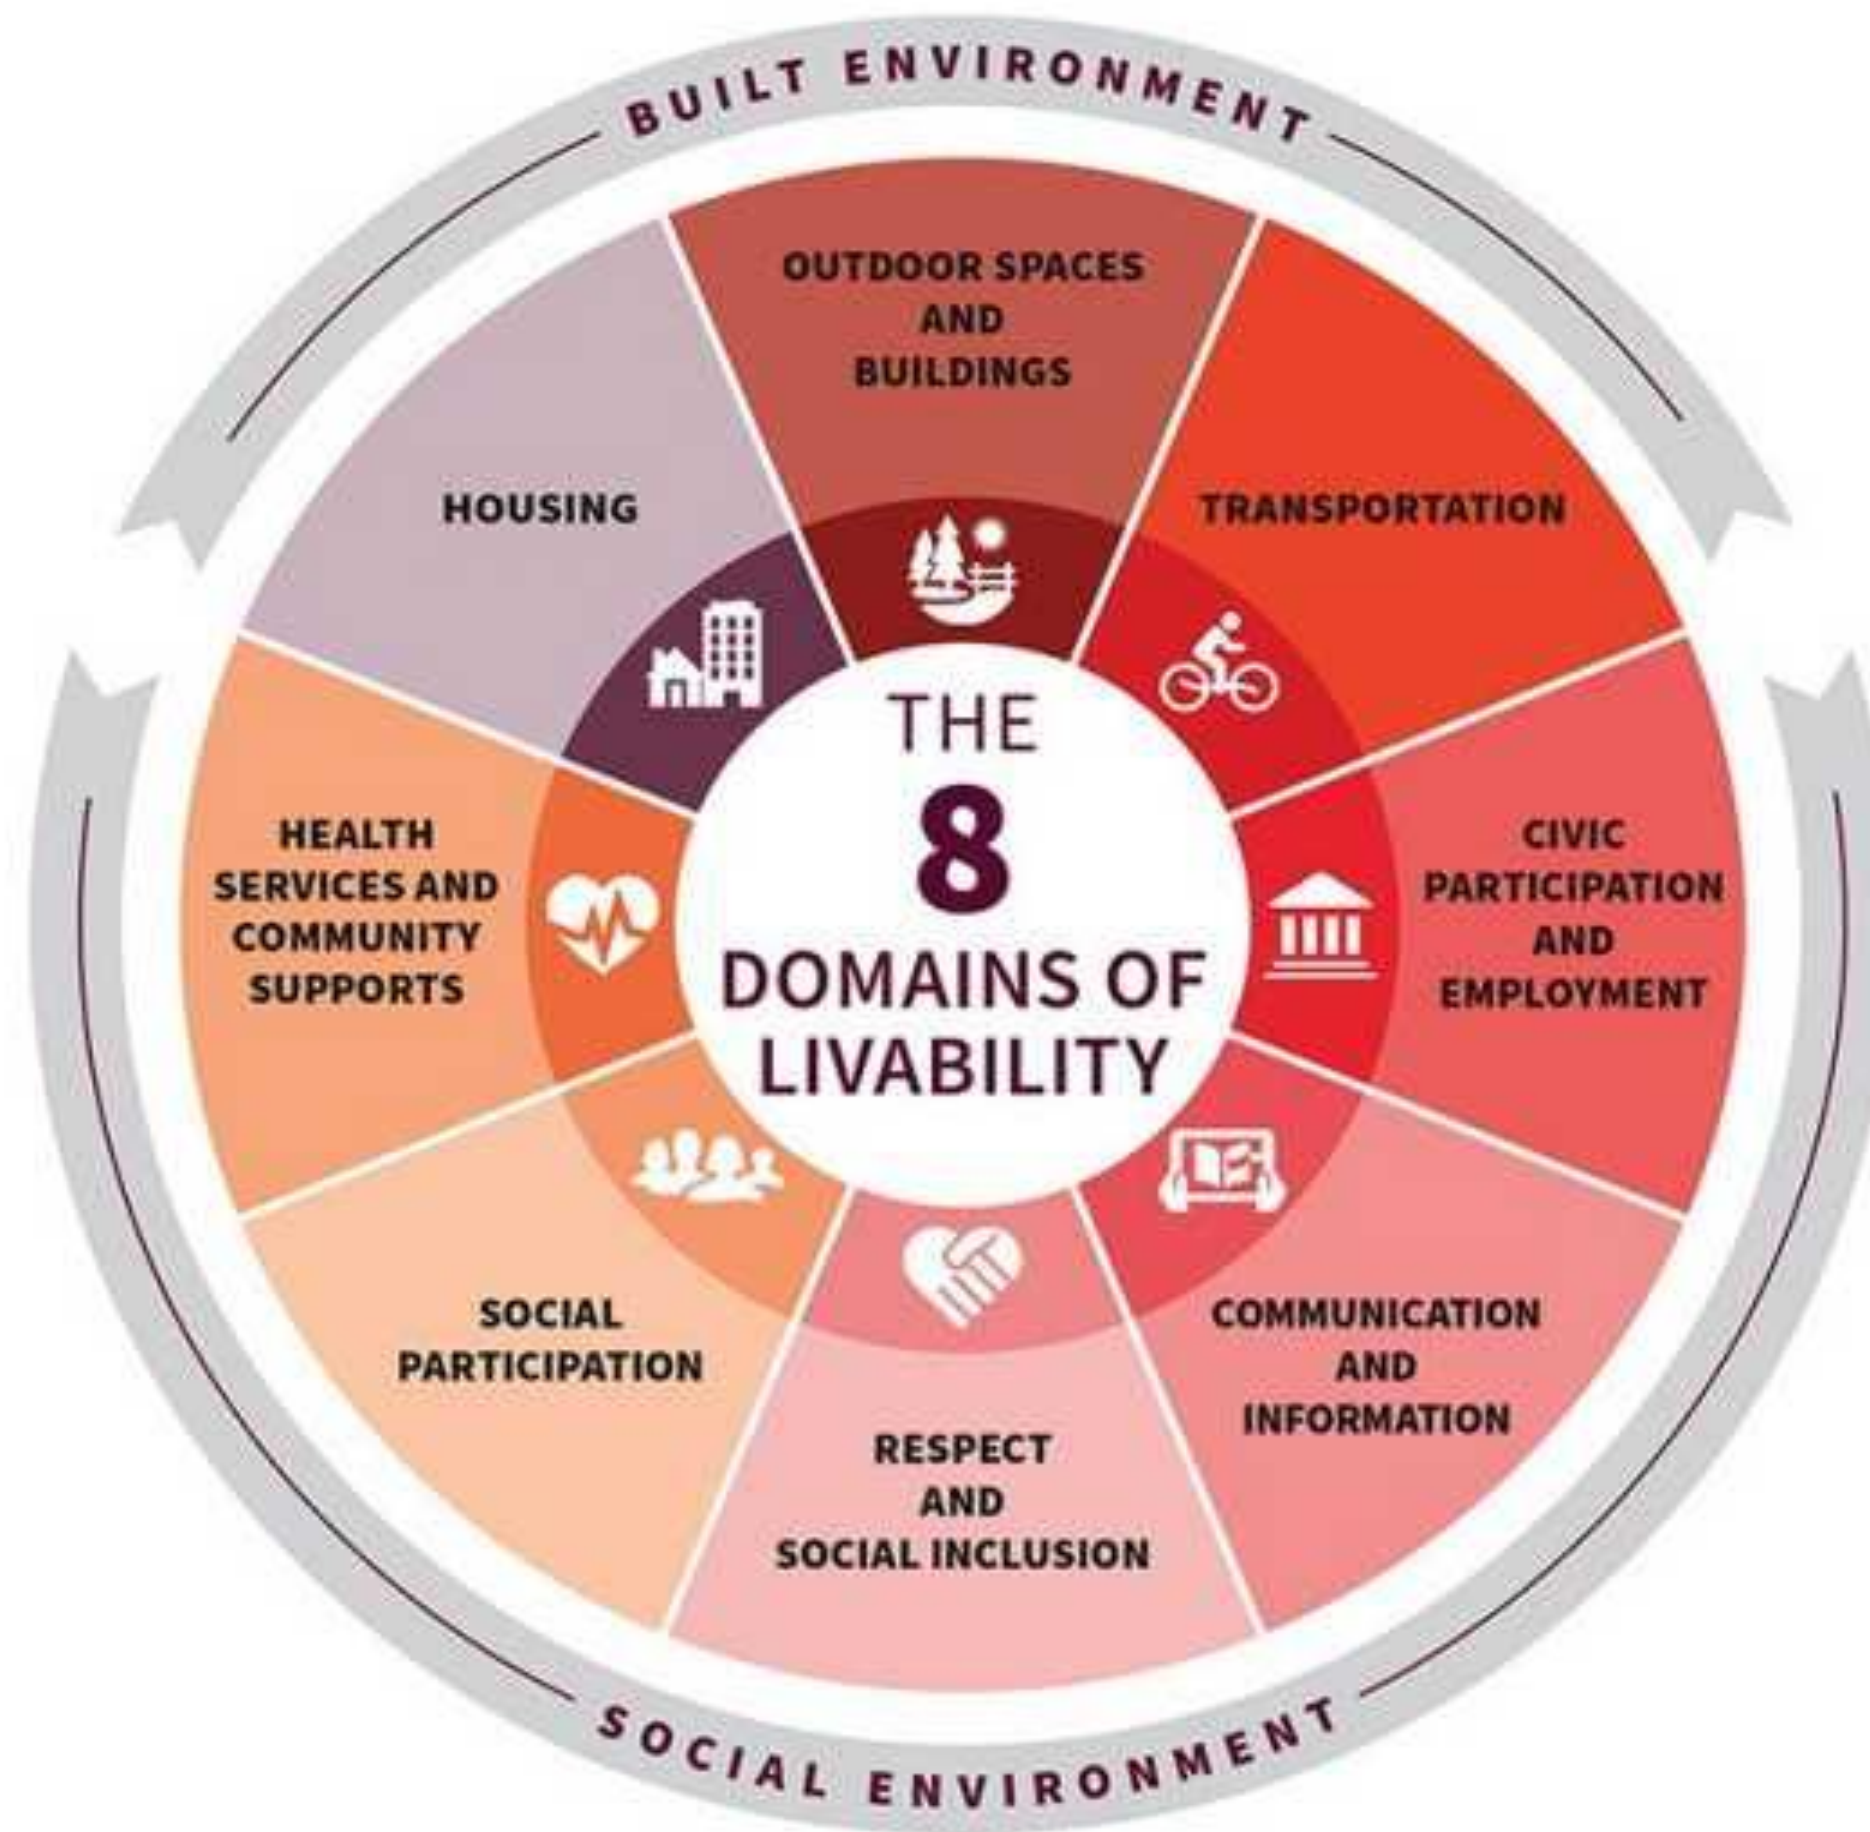 BUILT ENVIRONMENT
OUTDOOR SPACES
AND
BUILDINGS
TRANSPORTATION
CIVIC
PARTICIPATION
AND
EMPLOYMENT
COMMUNICATION
AND
INFORMATION
RESPECT
AND
SOCIAL INCLUSION
SOCIAL
PARTICIPATION
HEALTH
SERVICES AND
COMMUNITY
SUPPORTS
HOUSING
THE
8
DOMAINS OF
LIVABILITY
SOCIAL ENVIRONMENT